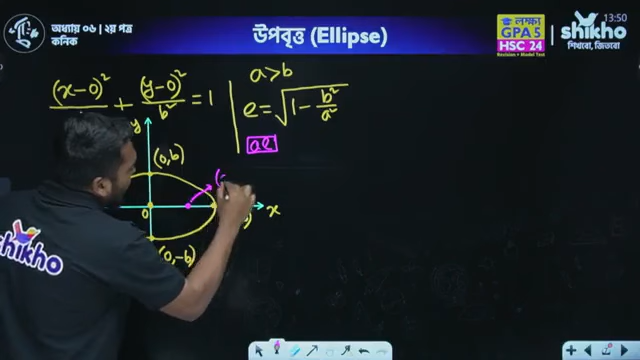 অধ্যায় ০৬ | ২য় পত্র
কনিক
উপবৃত্ত (Ellipse)
লক্ষ্য
GPA 5
HSC 24
Revision + Model Test
13:50
shikho
শিখবো, জিতবো
a>b
(x-0)² + (y-0)²/b² = 1
e = √(1 - b²/a²)
ae
y
(0,b)
(
0
x
(0,-b)
shikho